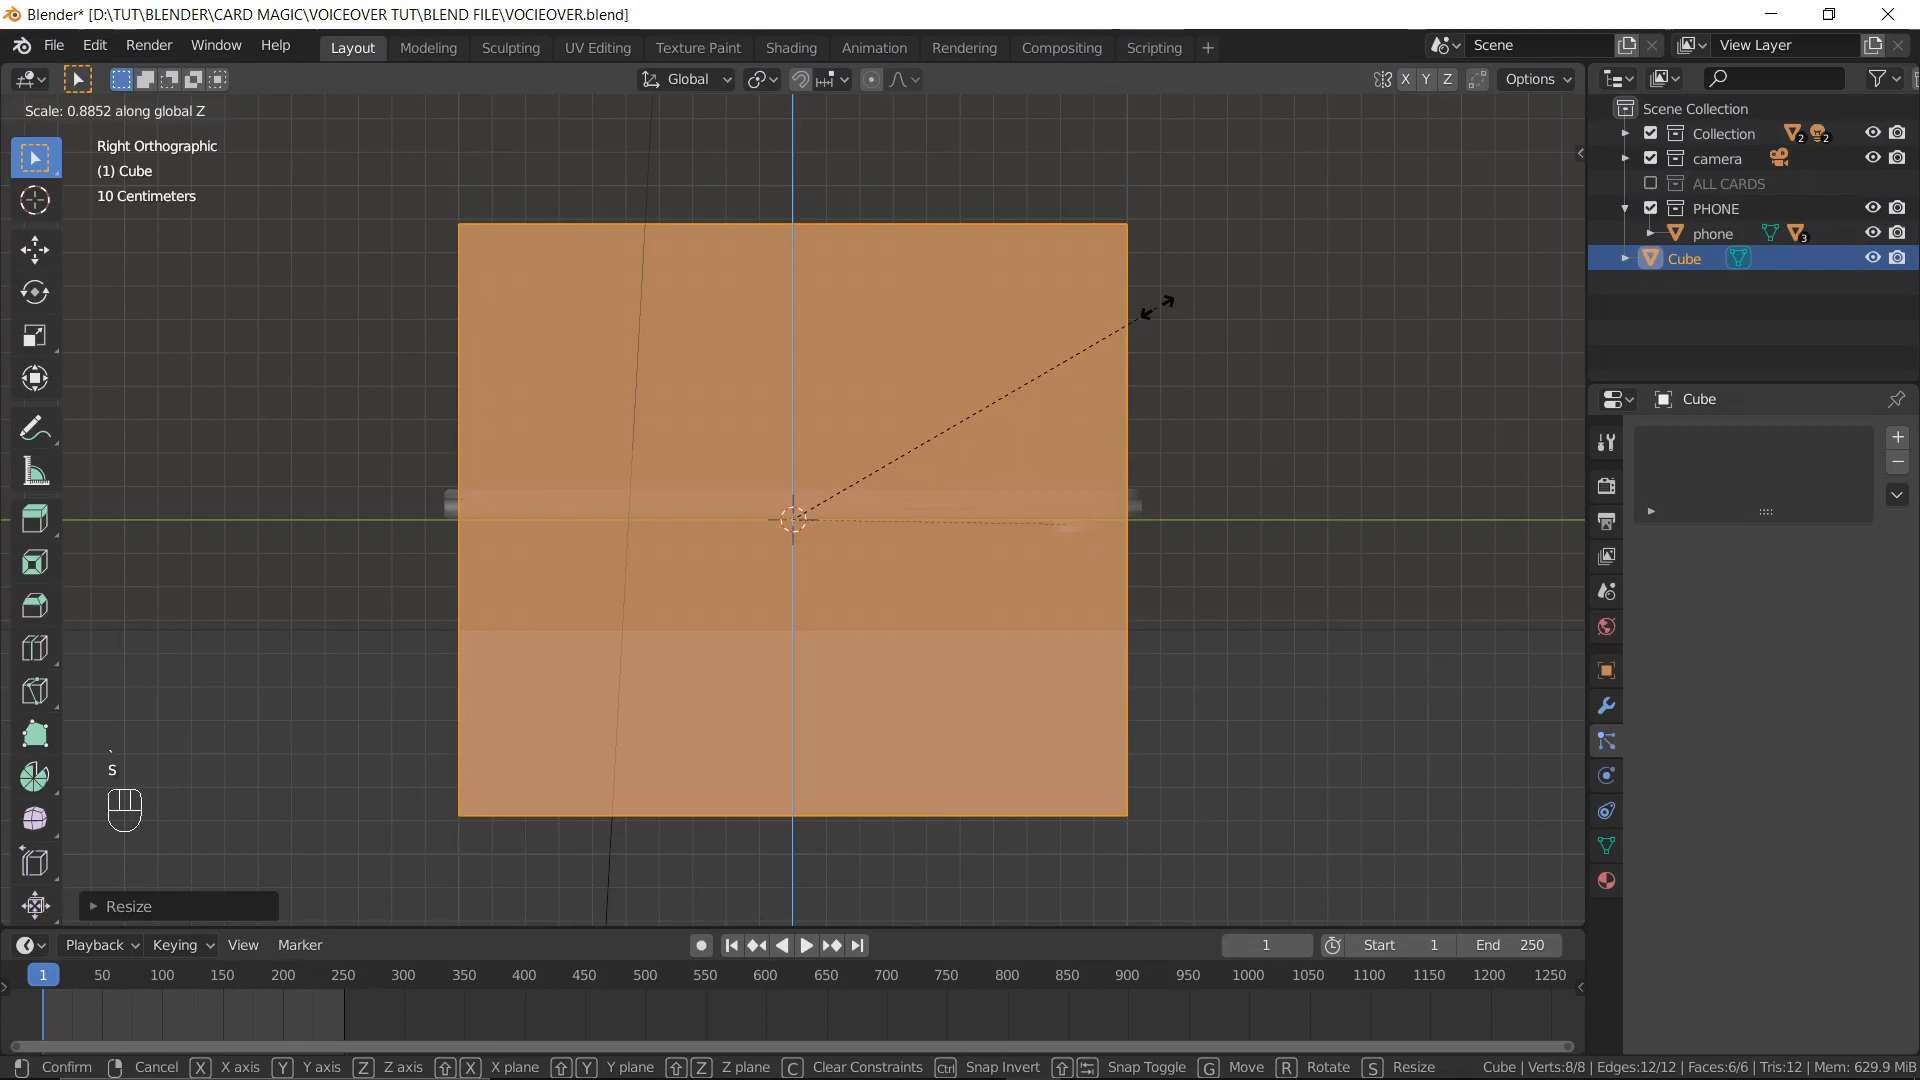 Blender* [D:\TUT\BLENDER\CARD MAGIC\VOICEOVER TUT\BLEND FILE\VOCIEOVER.blend]
File Edit Render Window Help Layout Modeling Sculpting UV Editing Texture Paint Shading Animation Rendering Compositing Scripting + Scene View Layer
Global X Y Z Options
Scale: 0.8852 along global Z
Right Orthographic
(1) Cube
10 Centimeters
Scene Collection
Collection 2 2
camera
ALL CARDS
PHONE
phone 3
Cube
Cube
`
S
Resize
Playback Keying View Marker 1 Start 1 End 250
1 50 100 150 200 250 300 350 400 450 500 550 600 650 700 750 800 850 900 950 1000 1050 1100 1150 1200 1250
Confirm Cancel X X axis Y Y axis Z Z axis X X plane Y Y plane Z Z plane C Clear Constraints Ctrl Snap Invert Snap Toggle G Move R Rotate S Resize Cube | Verts:8/8 | Edges:12/12 | Faces:6/6 | Tris:12 | Mem: 629.9 MiB